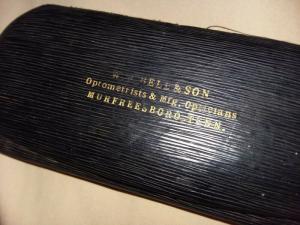 BELL & SON
Optometrists & Mfg. Opticians
MURFREESBORO, TENN.